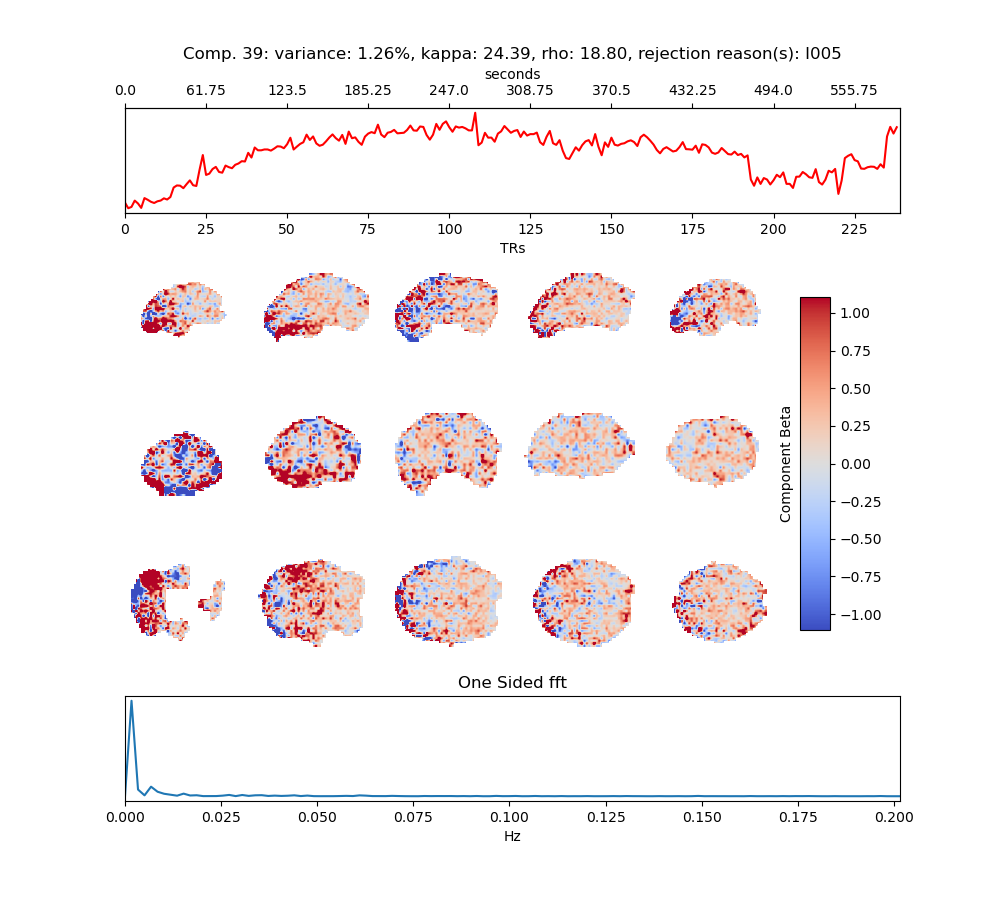 Comp. 39: variance: 1.26%, kappa: 24.39, rho: 18.80, rejection reason(s): I005
seconds
0.0 61.75 123.5 185.25 247.0 308.75 370.5 432.25 494.0 555.75
0 25 50 75 100 125 150 175 200 225
TRs
1.00
0.75
0.50
0.25
0.00
−0.25
−0.50
−0.75
−1.00
Component Beta
One Sided fft
0.000 0.025 0.050 0.075 0.100 0.125 0.150 0.175 0.200
Hz